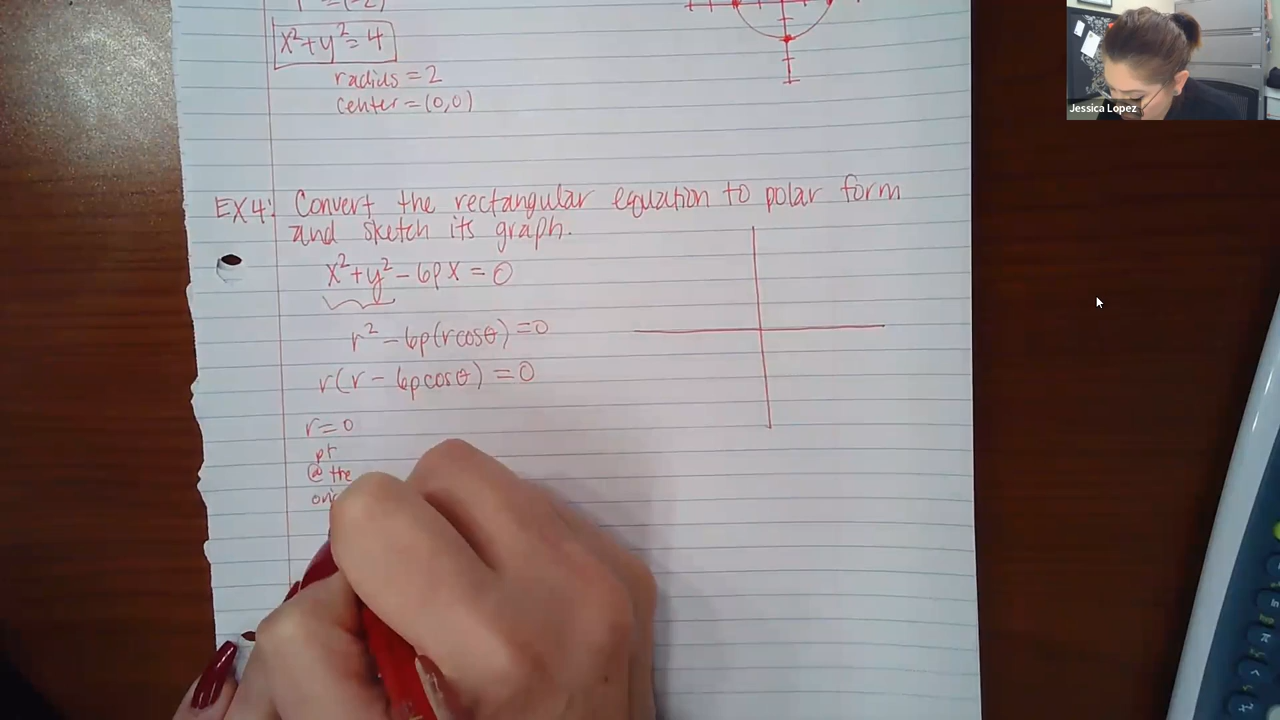 x²+y²=4
radius = 2
center = (0,0)
Jessica Lopez
EX4: Convert the rectangular equation to polar form
and sketch its graph.
x²+y²-6px=0
r²-6p(rcosθ)=0
r(r-6pcosθ)=0
r=0
pt
@ the